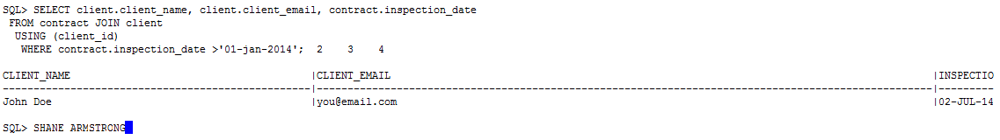 SQL> SELECT client.client_name, client.client_email, contract.inspection_date
FROM contract JOIN client
USING (client_id)
WHERE contract.inspection_date >'01-jan-2014';  2    3    4
CLIENT_NAME |CLIENT_EMAIL |INSPECTIO
--------------------------------------------------|----------------------------------------------------------------------------------------------------|---------
John Doe |you@email.com |02-JUL-14
SQL> SHANE ARMSTRONG